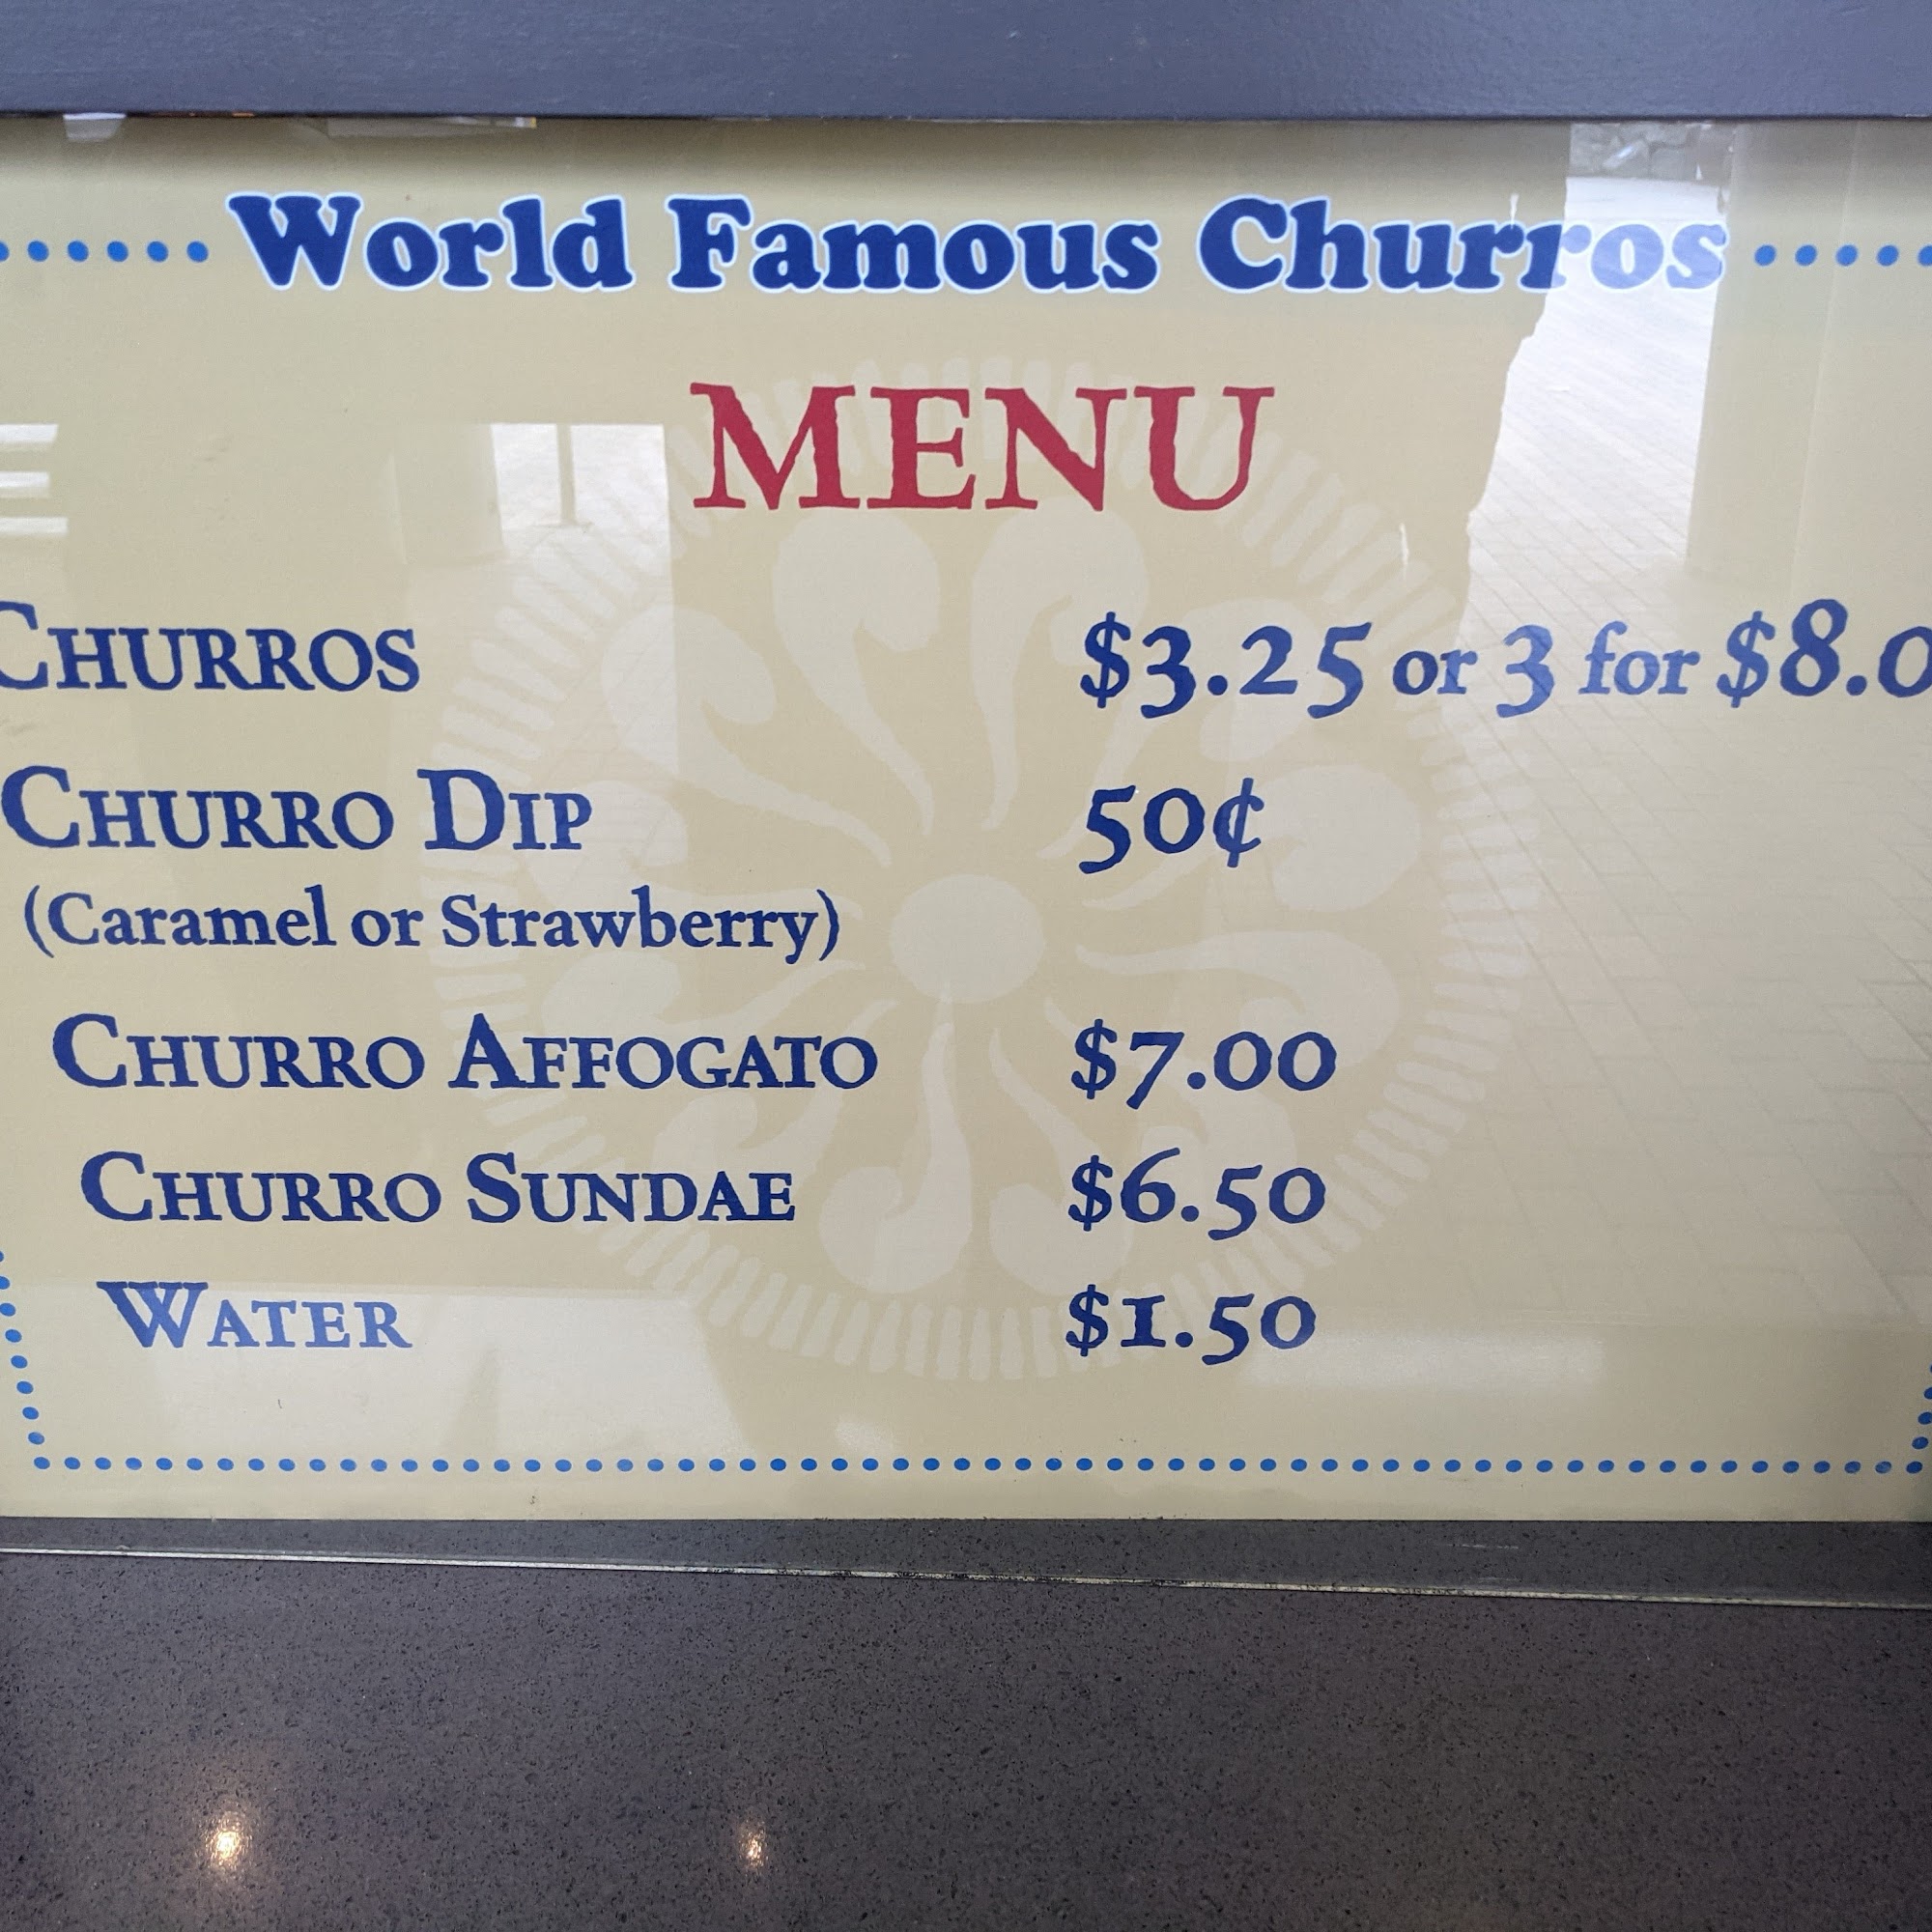 World Famous Churros
MENU
CHURROS $3.25 or 3 for $8.0
CHURRO DIP 50¢
(Caramel or Strawberry)
CHURRO AFFOGATO $7.00
CHURRO SUNDAE $6.50
WATER $1.50